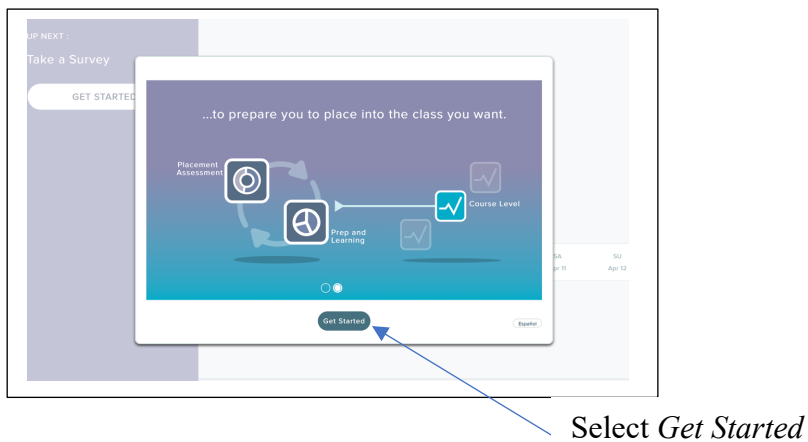 UP NEXT :
Take a Survey
GET STARTED
...to prepare you to place into the class you want.
Placement
Assessment
Prep and
Learning
Course Level
SA
SU
pr 11
Apr 12
Get Started
Español
Select Get Started